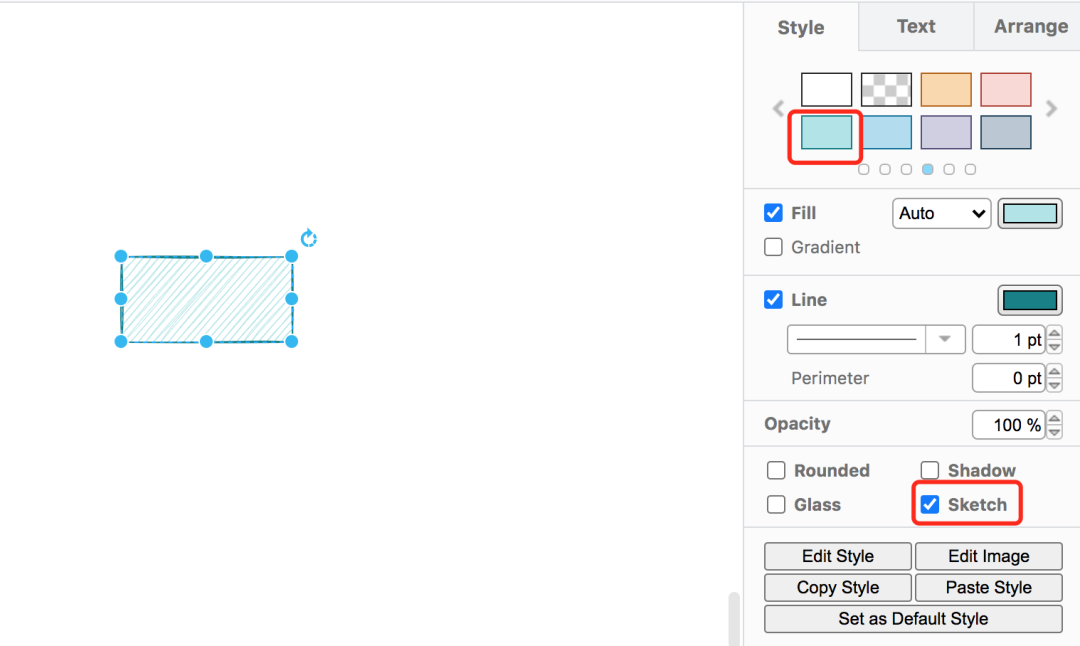 Style Text Arrange
Fill Auto
Gradient
Line
1 pt
Perimeter 0 pt
Opacity 100 %
Rounded Shadow
Glass Sketch
Edit Style Edit Image
Copy Style Paste Style
Set as Default Style